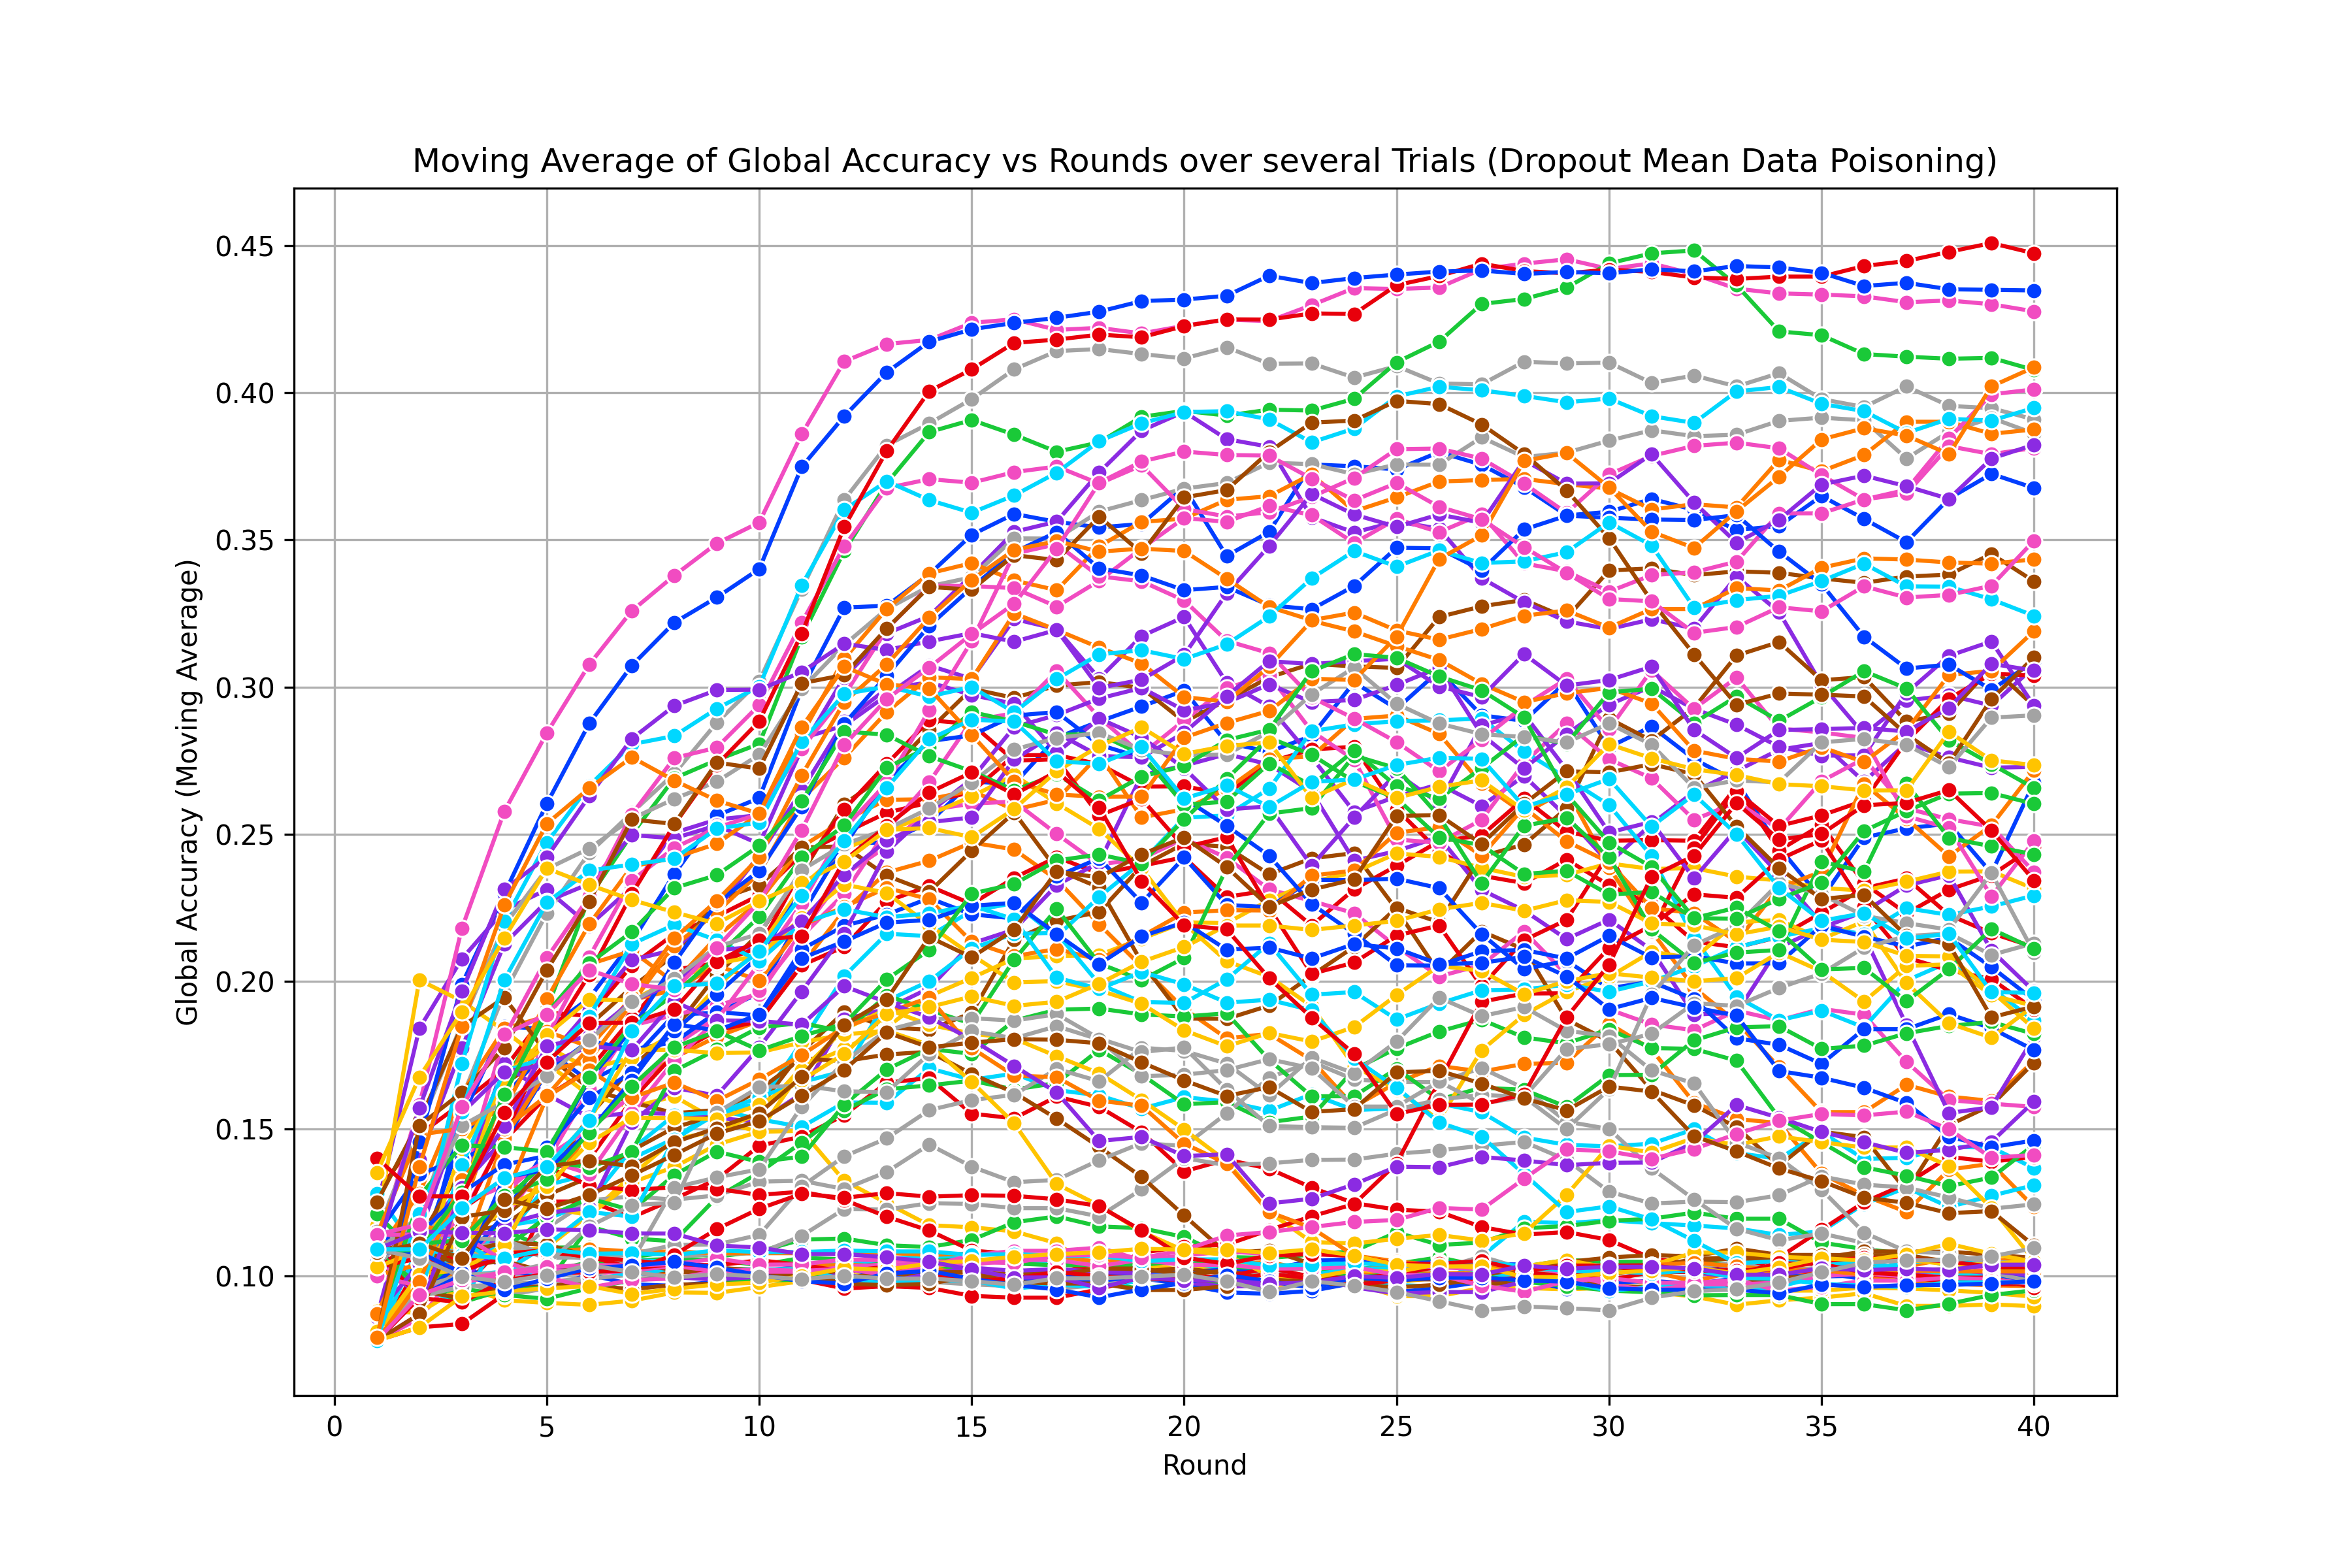 Moving Average of Global Accuracy vs Rounds over several Trials (Dropout Mean Data Poisoning)
Global Accuracy (Moving Average)
0.45
0.40
0.35
0.30
0.25
0.20
0.15
0.10
0 5 10 15 20 25 30 35 40
Round